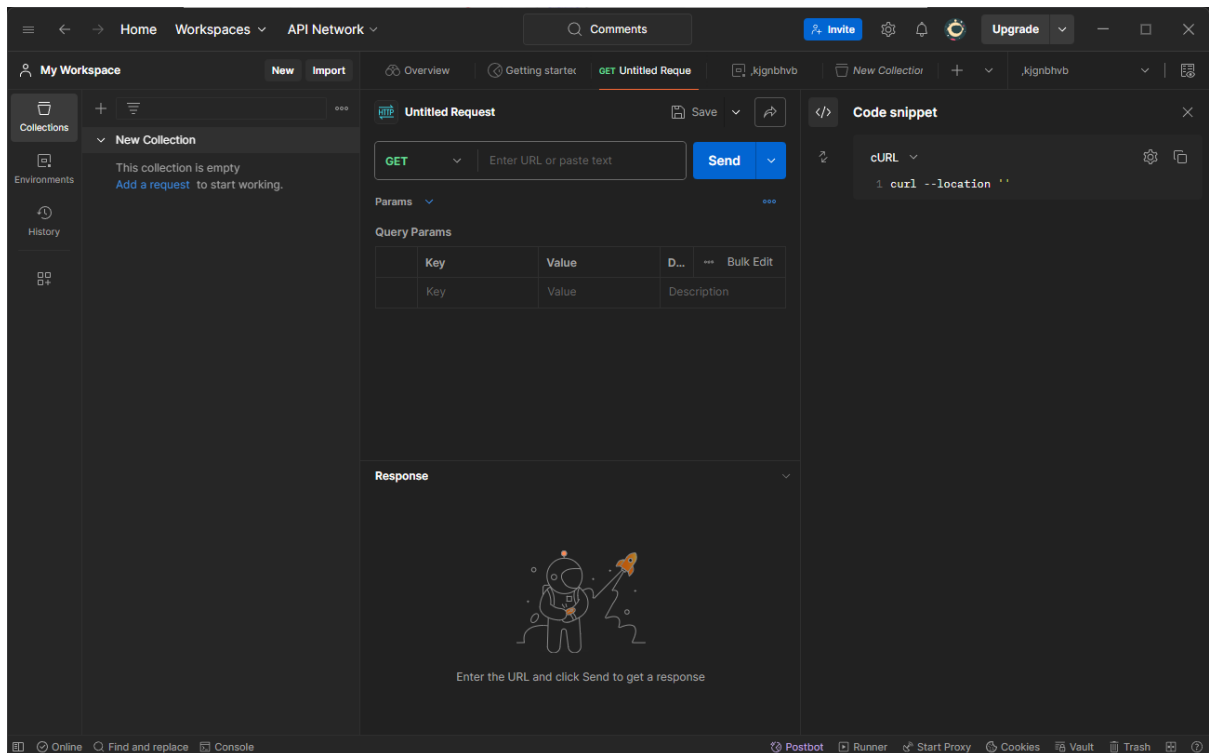 Home Workspaces API Network Comments Invite Upgrade
My Workspace New Import Overview Getting started GET Untitled Reque ,kjgnbhvb New Collection ,kjgnbhvb
Collections
Environments
History
New Collection
This collection is empty
Add a request to start working.
HTTP Untitled Request Save
GET Enter URL or paste text Send
Params
Query Params
Key Value D... Bulk Edit
Key Value Description
Response
Enter the URL and click Send to get a response
</> Code snippet
cURL
1 curl --location ''
Online Find and replace Console Postbot Runner Start Proxy Cookies Vault Trash